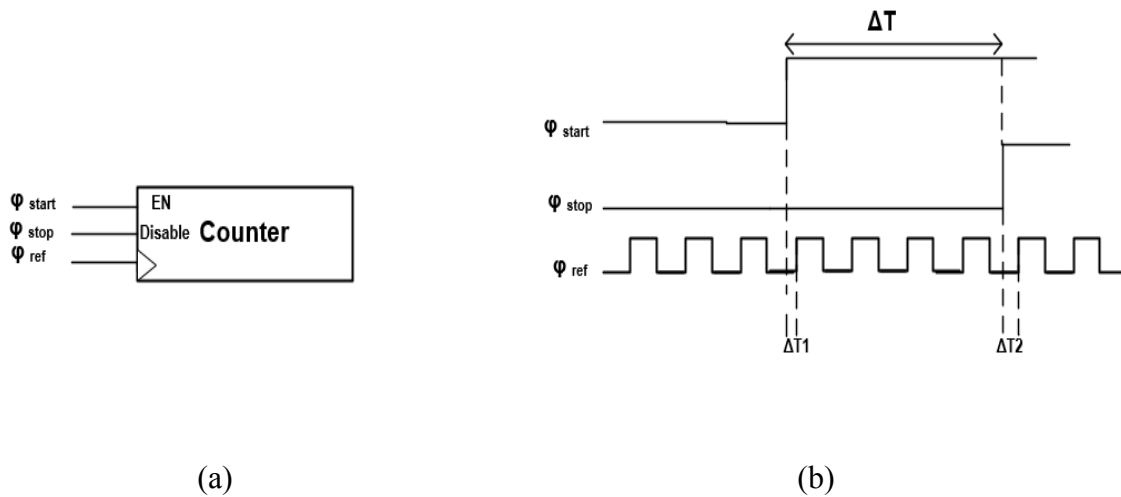 φ start
EN
φ stop
Disable Counter
φ ref
ΔT
φ start
φ stop
φ ref
ΔT1
ΔT2
(a)
(b)